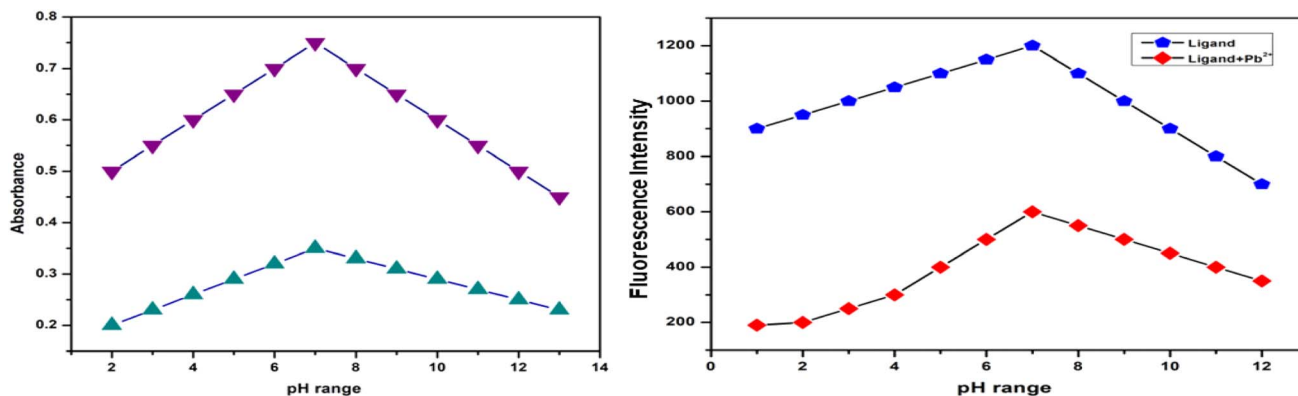 0.8
0.7
0.6
0.5
0.4
0.3
0.2
Absorbance
2 4 6 8 10 12 14
pH range
1200
1000
800
600
400
200
Fluorescence Intensity
Ligand
Ligand+Pb²⁺
0 2 4 6 8 10 12
pH range